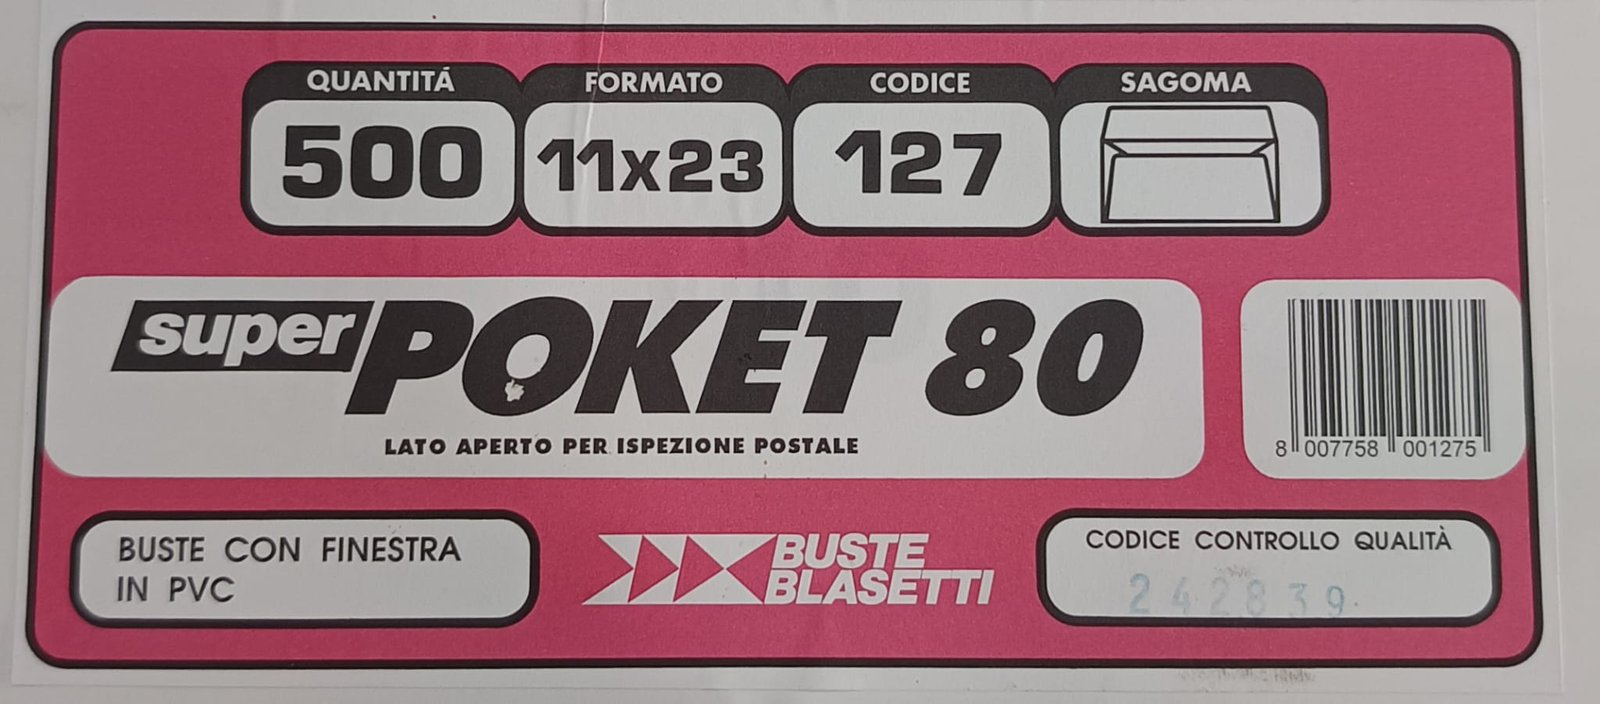 QUANTITÁ FORMATO CODICE SAGOMA
500 11x23 127
super POKET 80
LATO APERTO PER ISPEZIONE POSTALE
8 007758 001275
BUSTE CON FINESTRA
IN PVC
BUSTE
BLASETTI
CODICE CONTROLLO QUALITÀ
242839